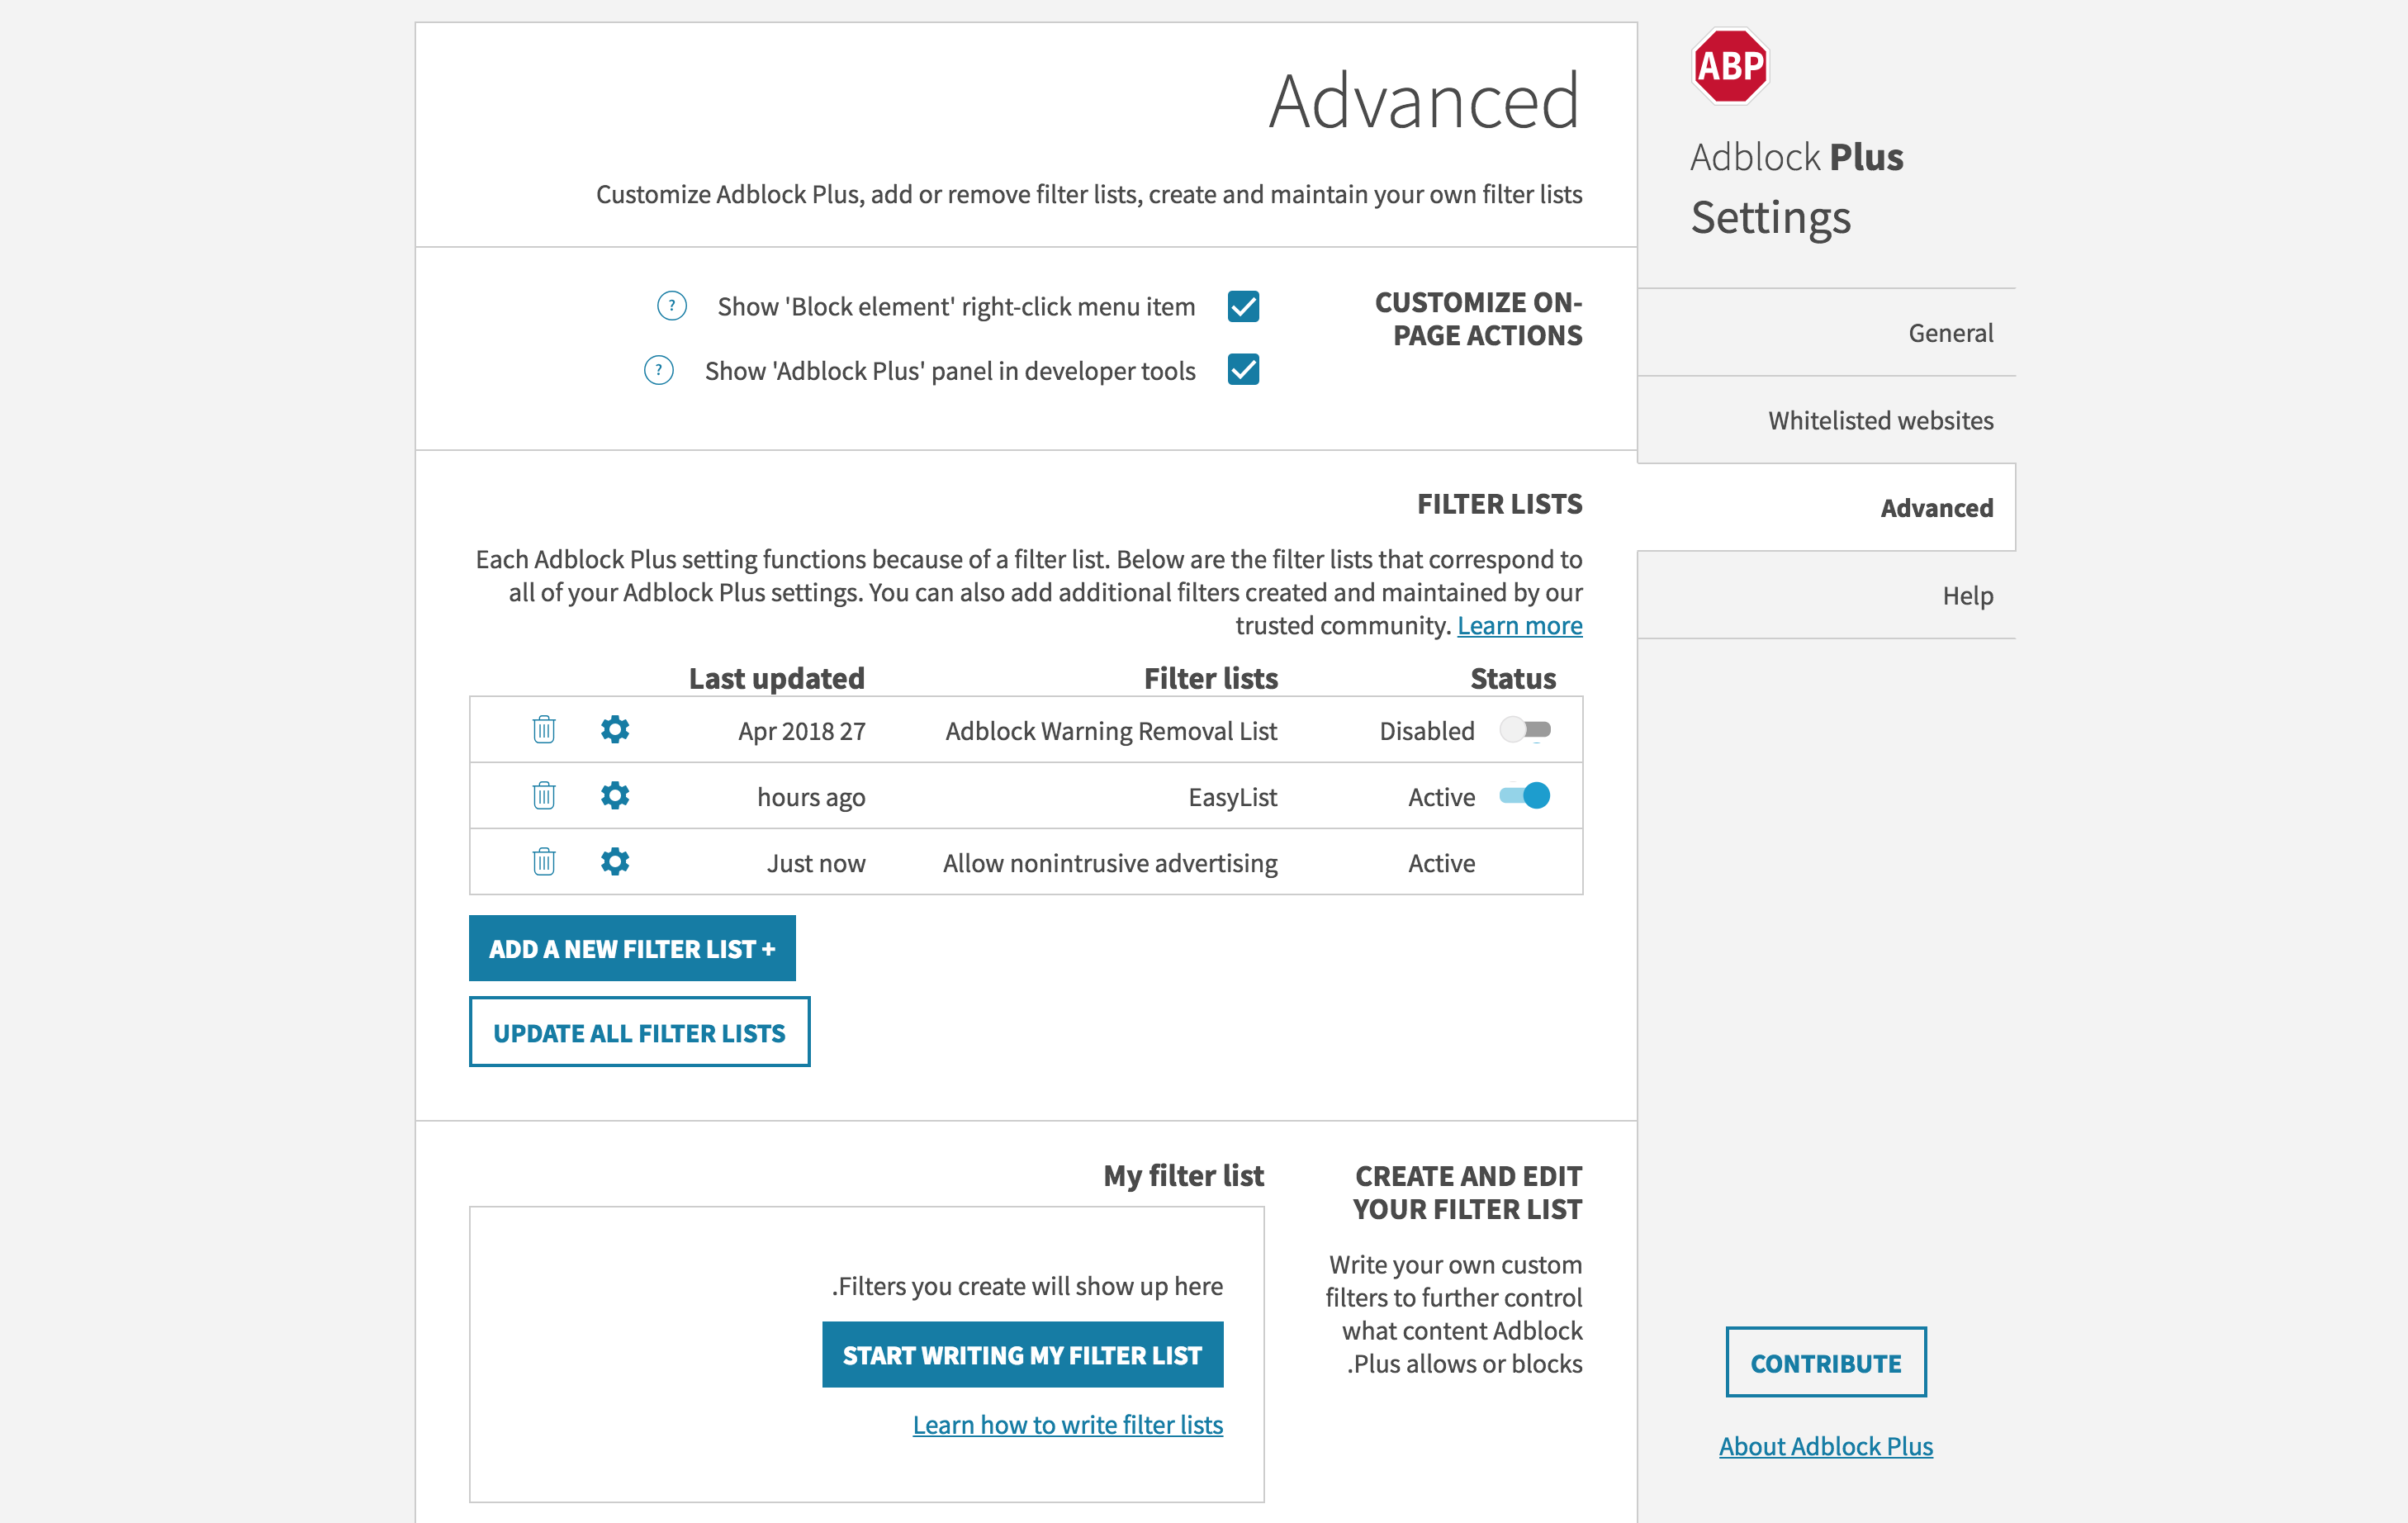 ABP
Adblock Plus
Settings
General
Whitelisted websites
Advanced
Help
CONTRIBUTE
About Adblock Plus
Advanced
Customize Adblock Plus, add or remove filter lists, create and maintain your own filter lists
CUSTOMIZE ON-
PAGE ACTIONS
Show 'Block element' right-click menu item ?
Show 'Adblock Plus' panel in developer tools ?
FILTER LISTS
Each Adblock Plus setting functions because of a filter list. Below are the filter lists that correspond to
all of your Adblock Plus settings. You can also add additional filters created and maintained by our
trusted community. Learn more
Status Filter lists Last updated
Disabled Adblock Warning Removal List Apr 2018 27
Active EasyList hours ago
Active Allow nonintrusive advertising Just now
ADD A NEW FILTER LIST +
UPDATE ALL FILTER LISTS
CREATE AND EDIT
YOUR FILTER LIST
Write your own custom
filters to further control
what content Adblock
.Plus allows or blocks
My filter list
.Filters you create will show up here
START WRITING MY FILTER LIST
Learn how to write filter lists